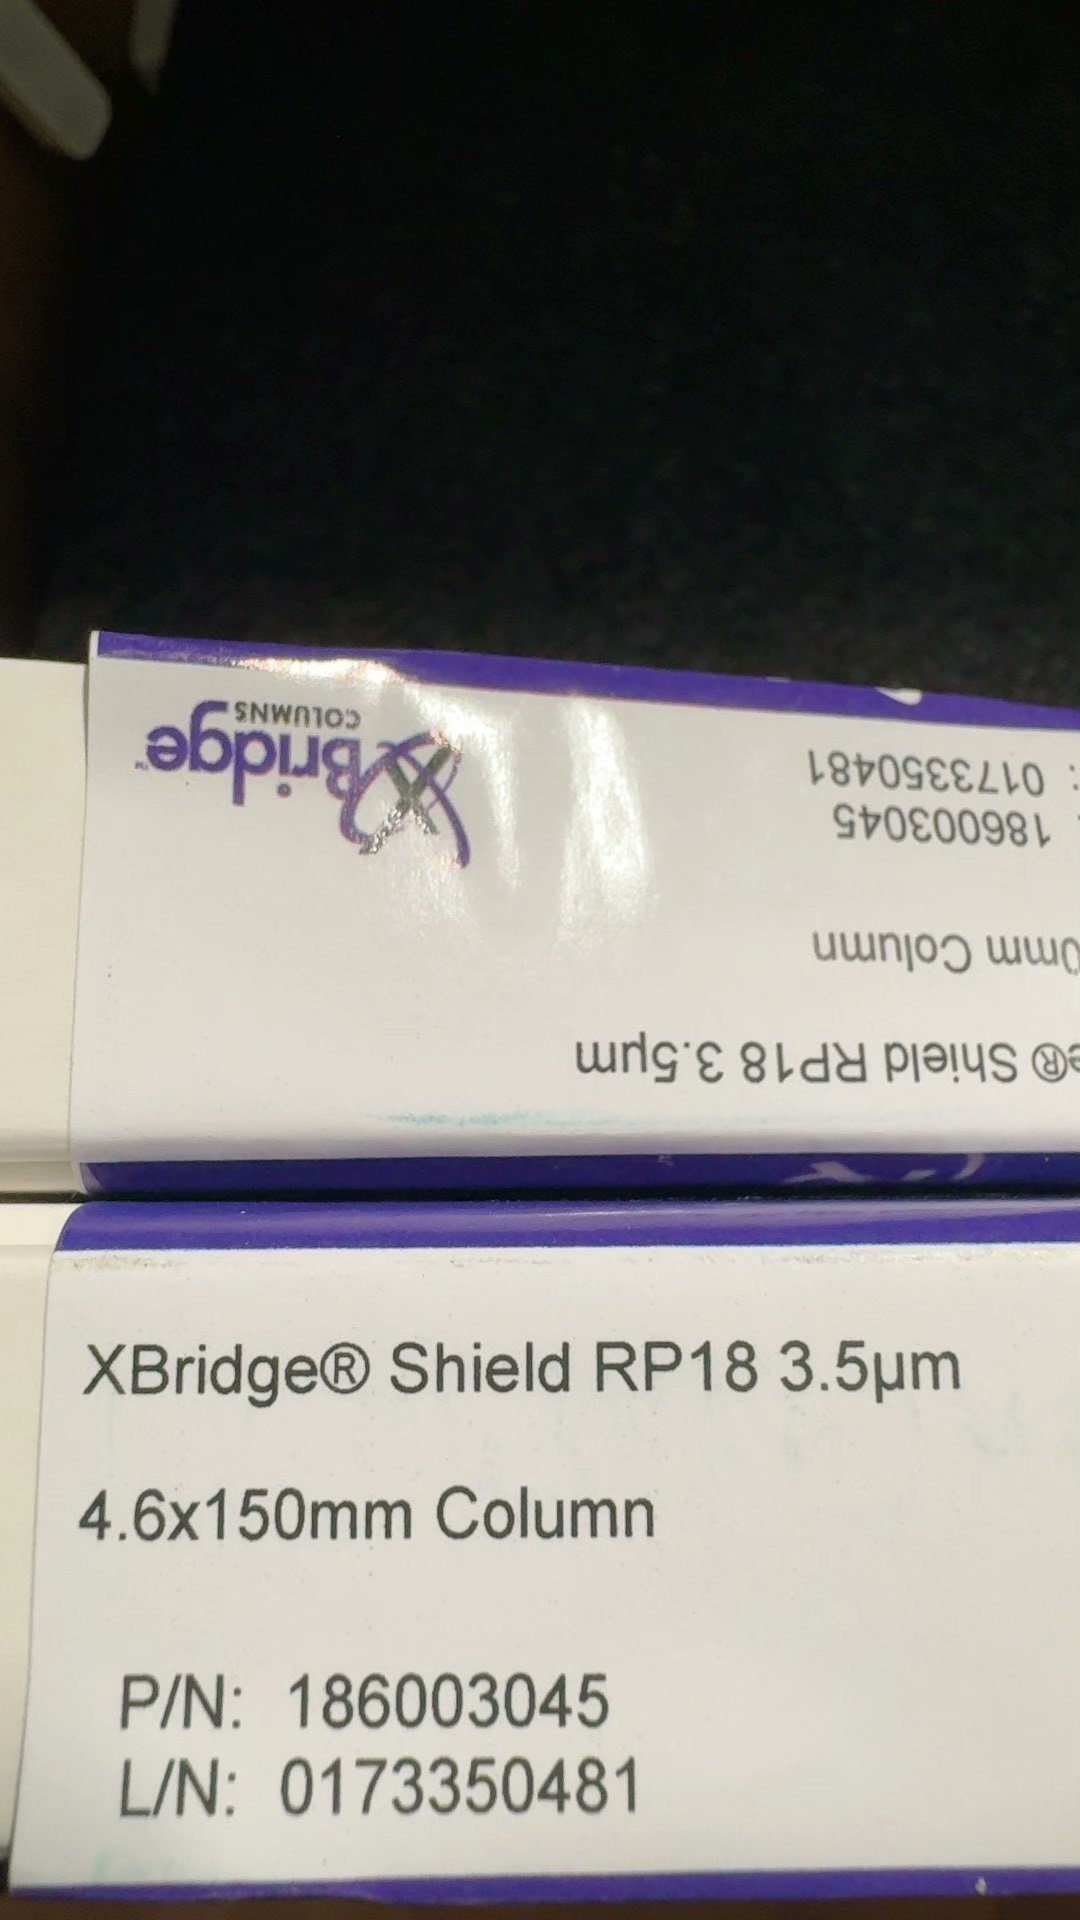 XBridge™
COLUMNS
: 0173350481
186003045
0mm Column
e® Shield RP18 3.5µm
XBridge® Shield RP18 3.5µm
4.6x150mm Column
P/N: 186003045
L/N: 0173350481